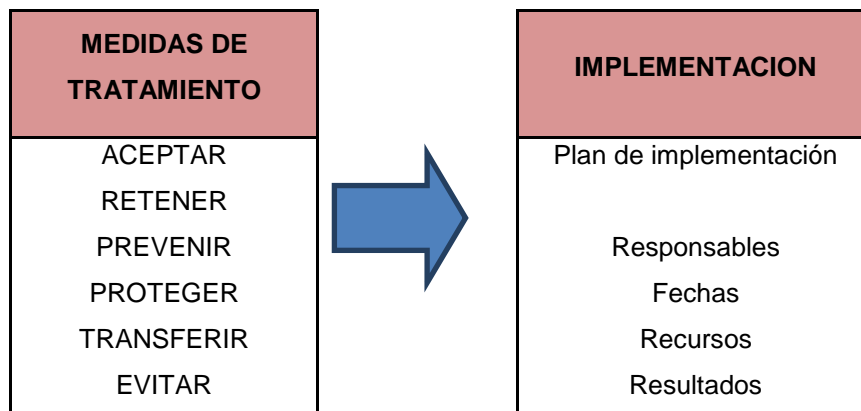 MEDIDAS DE
TRATAMIENTO
ACEPTAR
RETENER
PREVENIR
PROTEGER
TRANSFERIR
EVITAR
IMPLEMENTACION
Plan de implementación
Responsables
Fechas
Recursos
Resultados